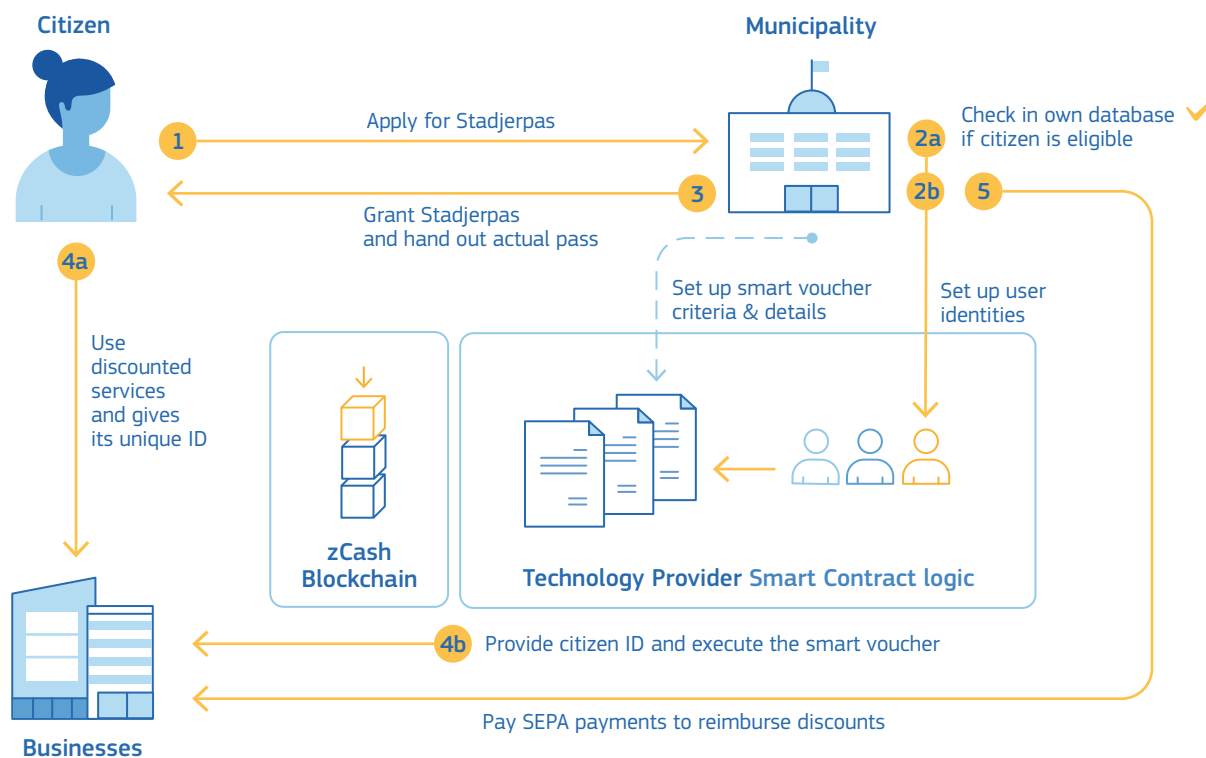 Citizen
Municipality
1
Apply for Stadjerpas
2a
Check in own database
if citizen is eligible
2b
5
3
Grant Stadjerpas
and hand out actual pass
4a
Set up smart voucher
criteria & details
Set up user
identities
Use
discounted
services
and gives
its unique ID
zCash
Blockchain
Technology Provider Smart Contract logic
4b
Provide citizen ID and execute the smart voucher
Pay SEPA payments to reimburse discounts
Businesses